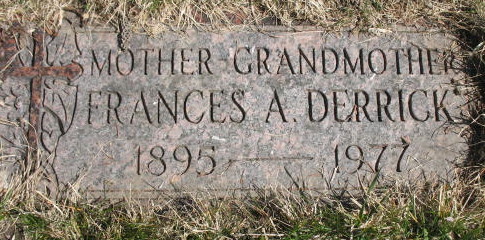 MOTHER GRANDMOTHER
FRANCES A. DERRICK
1895 — 1977